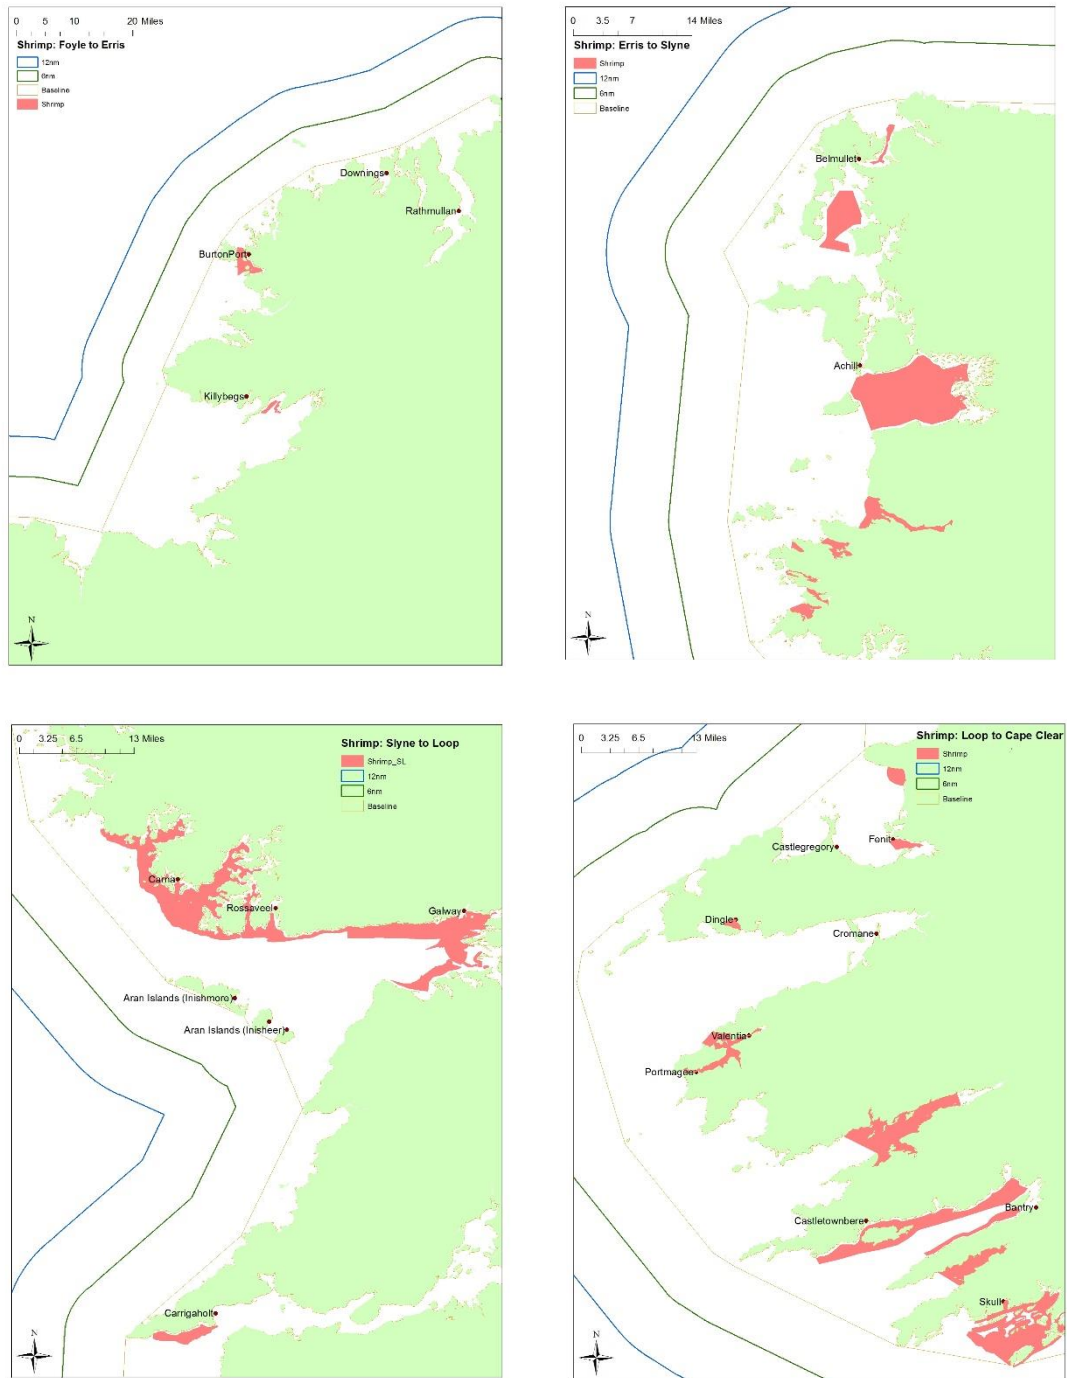 0 5 10 20 Miles
Shrimp: Foyle to Erris
12nm
6nm
Baseline
Shrimp
Downings
Rathmullan
BurtonPort
Killybegs
N
0 3.5 7 14 Miles
Shrimp: Erris to Slyne
Shrimp
12nm
6nm
Baseline
Belmullet
Achill
N
0 3.25 6.5 13 Miles
Shrimp: Slyne to Loop
Shrimp_SL
12nm
6nm
Baseline
Carna
Rossaveel
Galway
Aran Islands (Inishmore)
Aran Islands (Inisheer)
Carrigaholt
N
0 3.25 6.5 13 Miles
Shrimp: Loop to Cape Clear
Shrimp
12nm
6nm
Baseline
Castlegregory
Fenit
Dingle
Cromane
Valentia
Portmagee
Castletownbere
Bantry
Skull
N